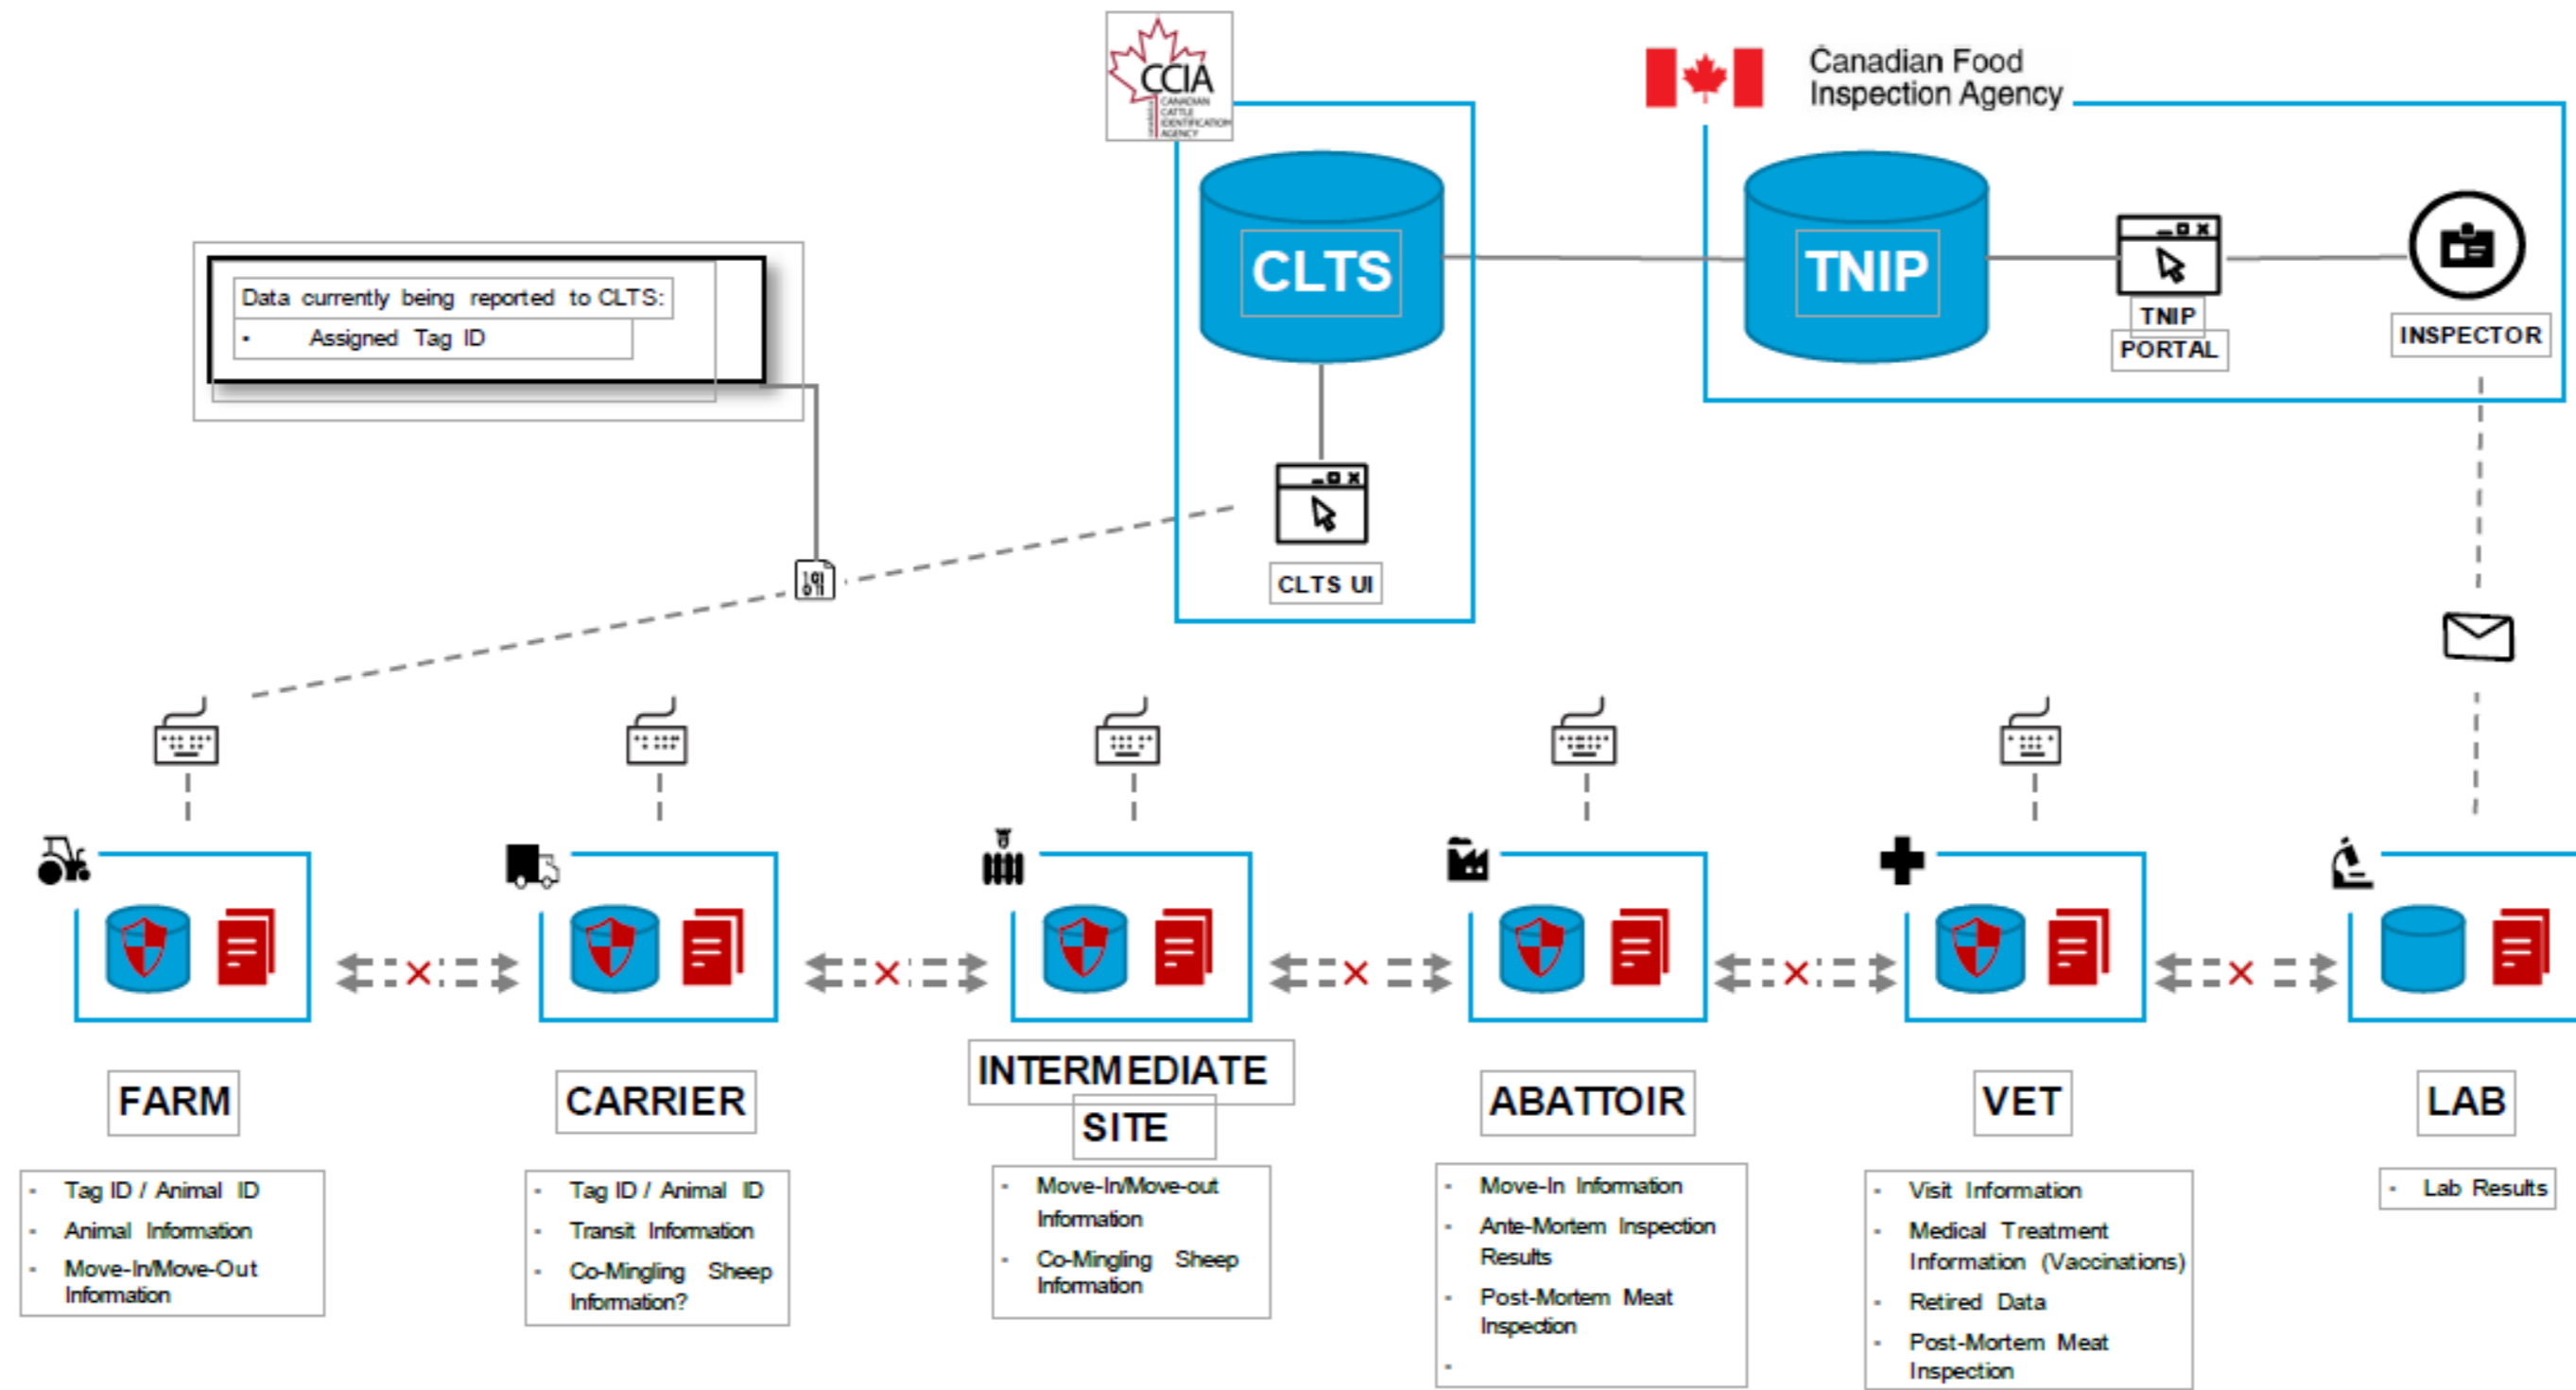 CCIA
CANADIAN
CATTLE
IDENTIFICATION
AGENCY
Canadian Food
Inspection Agency
Data currently being reported to CLTS:
▪ Assigned Tag ID
CLTS
TNIP
TNIP
PORTAL
INSPECTOR
CLTS UI
FARM
- Tag ID / Animal ID
- Animal Information
- Move-In/Move-Out
Information
CARRIER
- Tag ID / Animal ID
- Transit Information
- Co-Mingling Sheep
Information?
INTERMEDIATE
SITE
- Move-In/Move-out
Information
- Co-Mingling Sheep
Information
ABATTOIR
- Move-In Information
- Ante-Mortem Inspection
Results
- Post-Mortem Meat
Inspection
-
VET
- Visit Information
- Medical Treatment
Information (Vaccinations)
- Retired Data
- Post-Mortem Meat
Inspection
LAB
- Lab Results